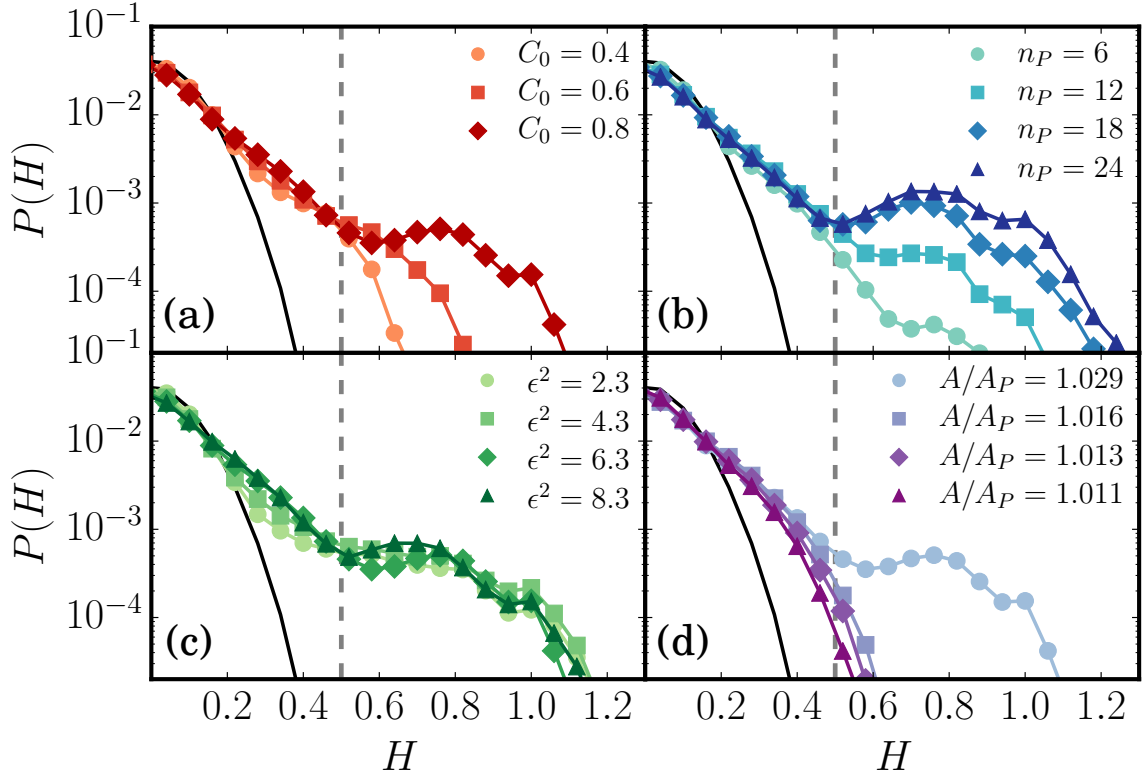 10^{-1}
10^{-2}
10^{-3}
10^{-4}
10^{-1}
P(H)
C_0 = 0.4
C_0 = 0.6
C_0 = 0.8
(a)
n_P = 6
n_P = 12
n_P = 18
n_P = 24
(b)
10^{-2}
10^{-3}
10^{-4}
P(H)
ϵ^2 = 2.3
ϵ^2 = 4.3
ϵ^2 = 6.3
ϵ^2 = 8.3
(c)
A/A_P = 1.029
A/A_P = 1.016
A/A_P = 1.013
A/A_P = 1.011
(d)
0.2 0.4 0.6 0.8 1.0 1.2
0.2 0.4 0.6 0.8 1.0 1.2
H
H